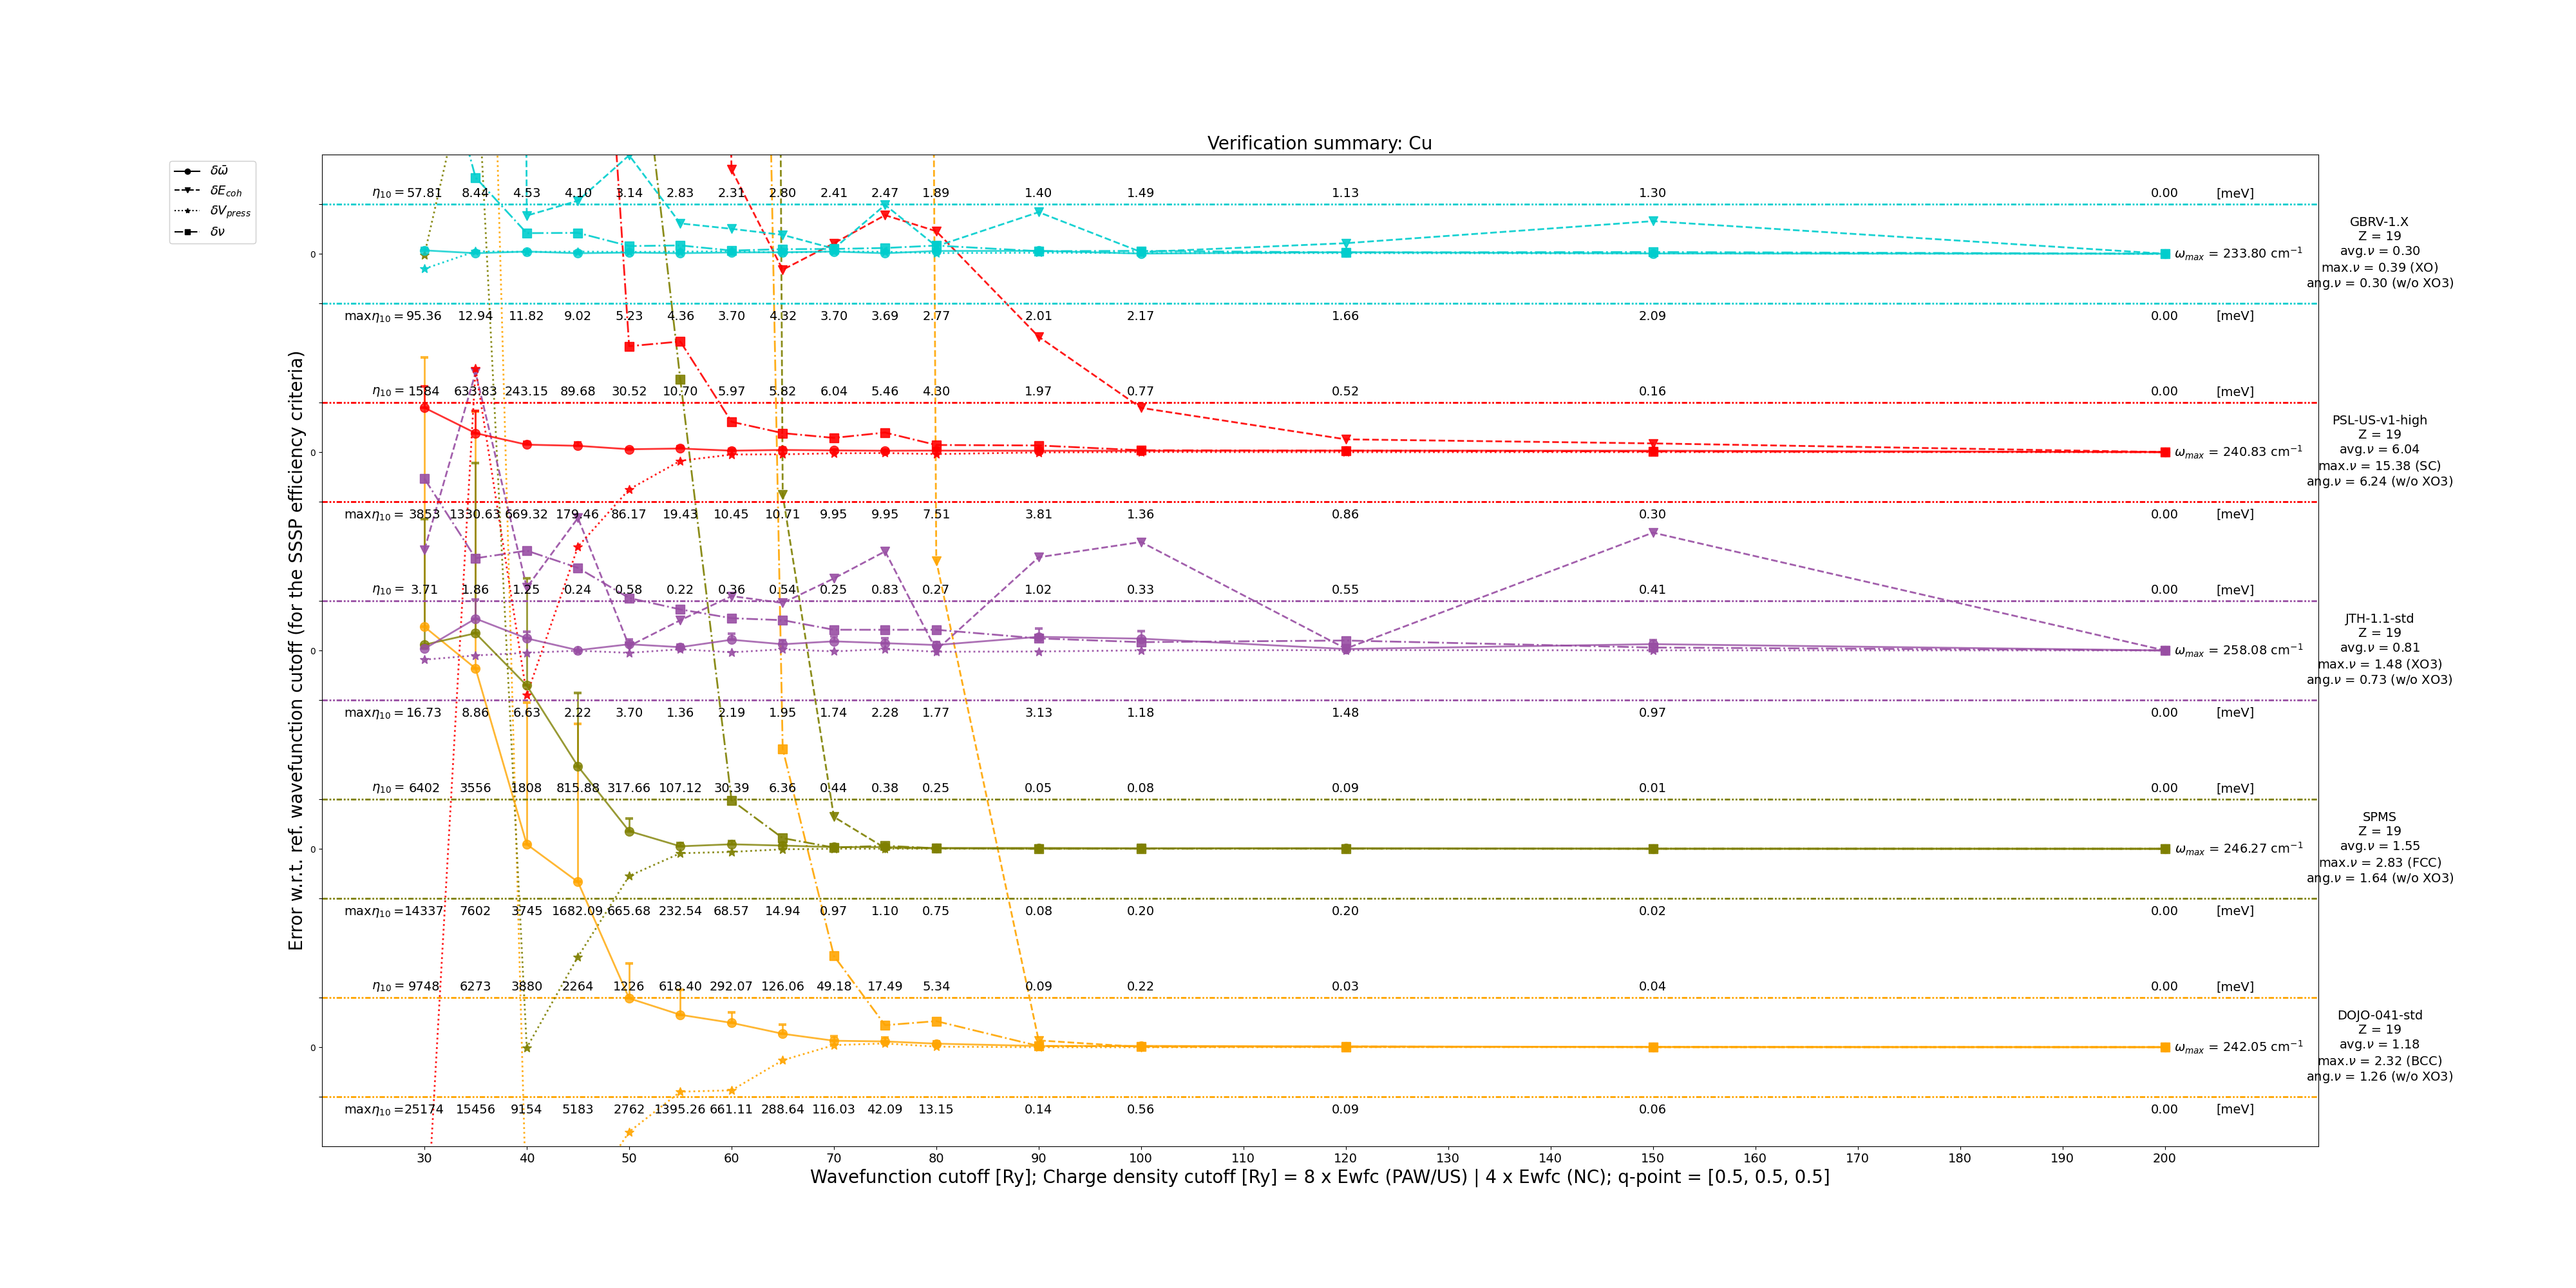 Verification summary: Cu
δω̄
δE_coh
δV_press
δν
Error w.r.t. ref. wavefunction cutoff (for the SSSP efficiency criteria)
η₁₀ = 57.81 8.44 4.53 4.10 3.14 2.83 2.31 2.80 2.41 2.47 1.89 1.40 1.49 1.13 1.30 0.00 [meV]
0
ω_max = 233.80 cm⁻¹
maxη₁₀ = 95.36 12.94 11.82 9.02 5.23 4.36 3.70 4.32 3.70 3.69 2.77 2.01 2.17 1.66 2.09 0.00 [meV]
GBRV-1.X
Z = 19
avg.ν = 0.30
max.ν = 0.39 (XO)
ang.ν = 0.30 (w/o XO3)
η₁₀ = 1584 633.83 243.15 89.68 30.52 10.70 5.97 5.82 6.04 5.46 4.30 1.97 0.77 0.52 0.16 0.00 [meV]
0
ω_max = 240.83 cm⁻¹
maxη₁₀ = 3853 1330.63 669.32 179.46 86.17 19.43 10.45 10.71 9.95 9.95 7.51 3.81 1.36 0.86 0.30 0.00 [meV]
PSL-US-v1-high
Z = 19
avg.ν = 6.04
max.ν = 15.38 (SC)
ang.ν = 6.24 (w/o XO3)
η₁₀ = 3.71 1.86 1.25 0.24 0.58 0.22 0.36 0.54 0.25 0.83 0.27 1.02 0.33 0.55 0.41 0.00 [meV]
0
ω_max = 258.08 cm⁻¹
maxη₁₀ = 16.73 8.86 6.63 2.22 3.70 1.36 2.19 1.95 1.74 2.28 1.77 3.13 1.18 1.48 0.97 0.00 [meV]
JTH-1.1-std
Z = 19
avg.ν = 0.81
max.ν = 1.48 (XO3)
ang.ν = 0.73 (w/o XO3)
η₁₀ = 6402 3556 1808 815.88 317.66 107.12 30.39 6.36 0.44 0.38 0.25 0.05 0.08 0.09 0.01 0.00 [meV]
0
ω_max = 246.27 cm⁻¹
maxη₁₀ = 14337 7602 3745 1682.09 665.68 232.54 68.57 14.94 0.97 1.10 0.75 0.08 0.20 0.20 0.02 0.00 [meV]
SPMS
Z = 19
avg.ν = 1.55
max.ν = 2.83 (FCC)
ang.ν = 1.64 (w/o XO3)
η₁₀ = 9748 6273 3880 2264 1226 618.40 292.07 126.06 49.18 17.49 5.34 0.09 0.22 0.03 0.04 0.00 [meV]
0
ω_max = 242.05 cm⁻¹
maxη₁₀ = 25174 15456 9154 5183 2762 1395.26 661.11 288.64 116.03 42.09 13.15 0.14 0.56 0.09 0.06 0.00 [meV]
DOJO-041-std
Z = 19
avg.ν = 1.18
max.ν = 2.32 (BCC)
ang.ν = 1.26 (w/o XO3)
30 40 50 60 70 80 90 100 110 120 130 140 150 160 170 180 190 200
Wavefunction cutoff [Ry]; Charge density cutoff [Ry] = 8 x Ewfc (PAW/US) | 4 x Ewfc (NC); q-point = [0.5, 0.5, 0.5]